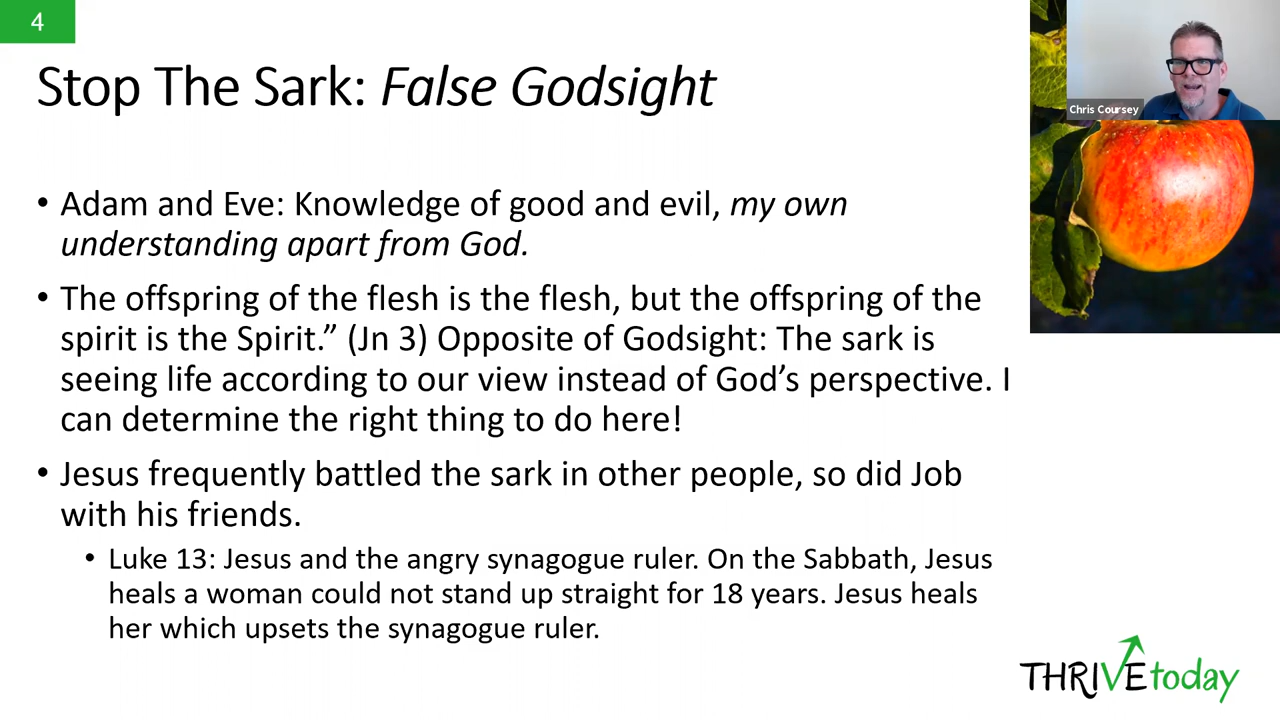 4
Stop The Sark: False Godsight
Chris Coursey
• Adam and Eve: Knowledge of good and evil, my own
understanding apart from God.
• The offspring of the flesh is the flesh, but the offspring of the
spirit is the Spirit.” (Jn 3) Opposite of Godsight: The sark is
seeing life according to our view instead of God’s perspective. I
can determine the right thing to do here!
• Jesus frequently battled the sark in other people, so did Job
with his friends.
• Luke 13: Jesus and the angry synagogue ruler. On the Sabbath, Jesus
heals a woman could not stand up straight for 18 years. Jesus heals
her which upsets the synagogue ruler.
THRIVEtoday